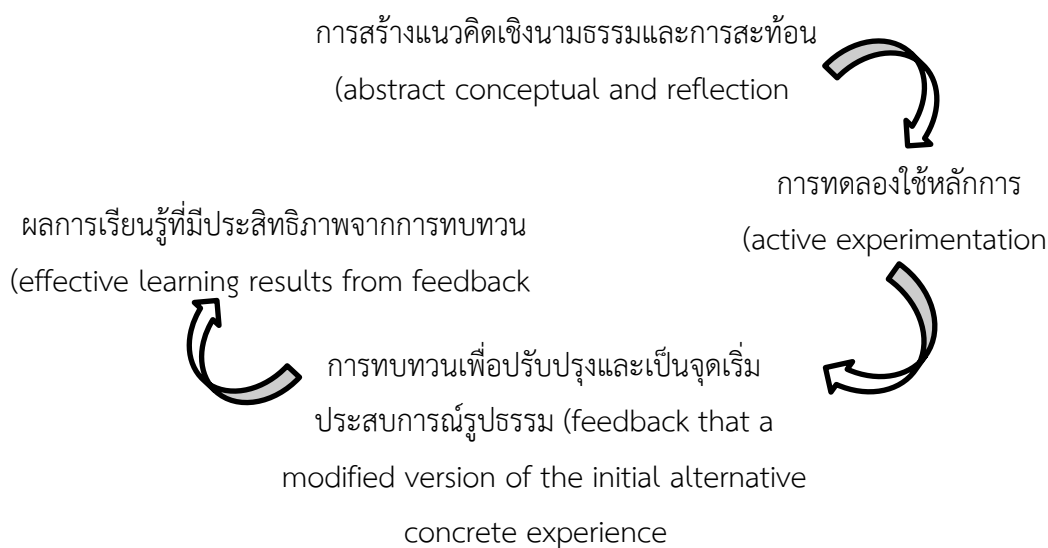 การสร้างแนวคิดเชิงนามธรรมและการสะท้อน
(abstract conceptual and reflection
การทดลองใช้หลักการ
(active experimentation
ผลการเรียนรู้ที่มีประสิทธิภาพจากการทบทวน
(effective learning results from feedback
การทบทวนเพื่อปรับปรุงและเป็นจุดเริ่ม
ประสบการณ์รูปธรรม (feedback that a
modified version of the initial alternative
concrete experience